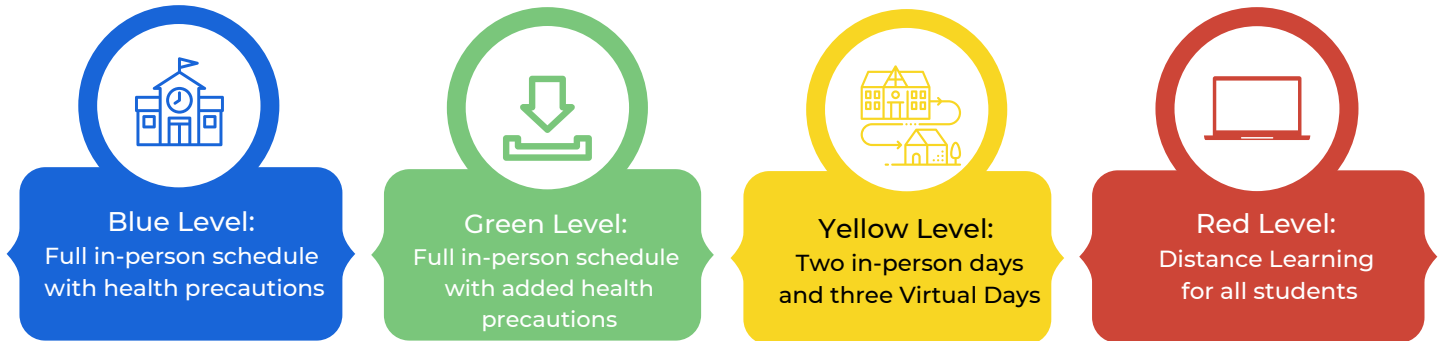 Blue Level:
Full in-person schedule
with health precautions
Green Level:
Full in-person schedule
with added health
precautions
Yellow Level:
Two in-person days
and three Virtual Days
Red Level:
Distance Learning
for all students